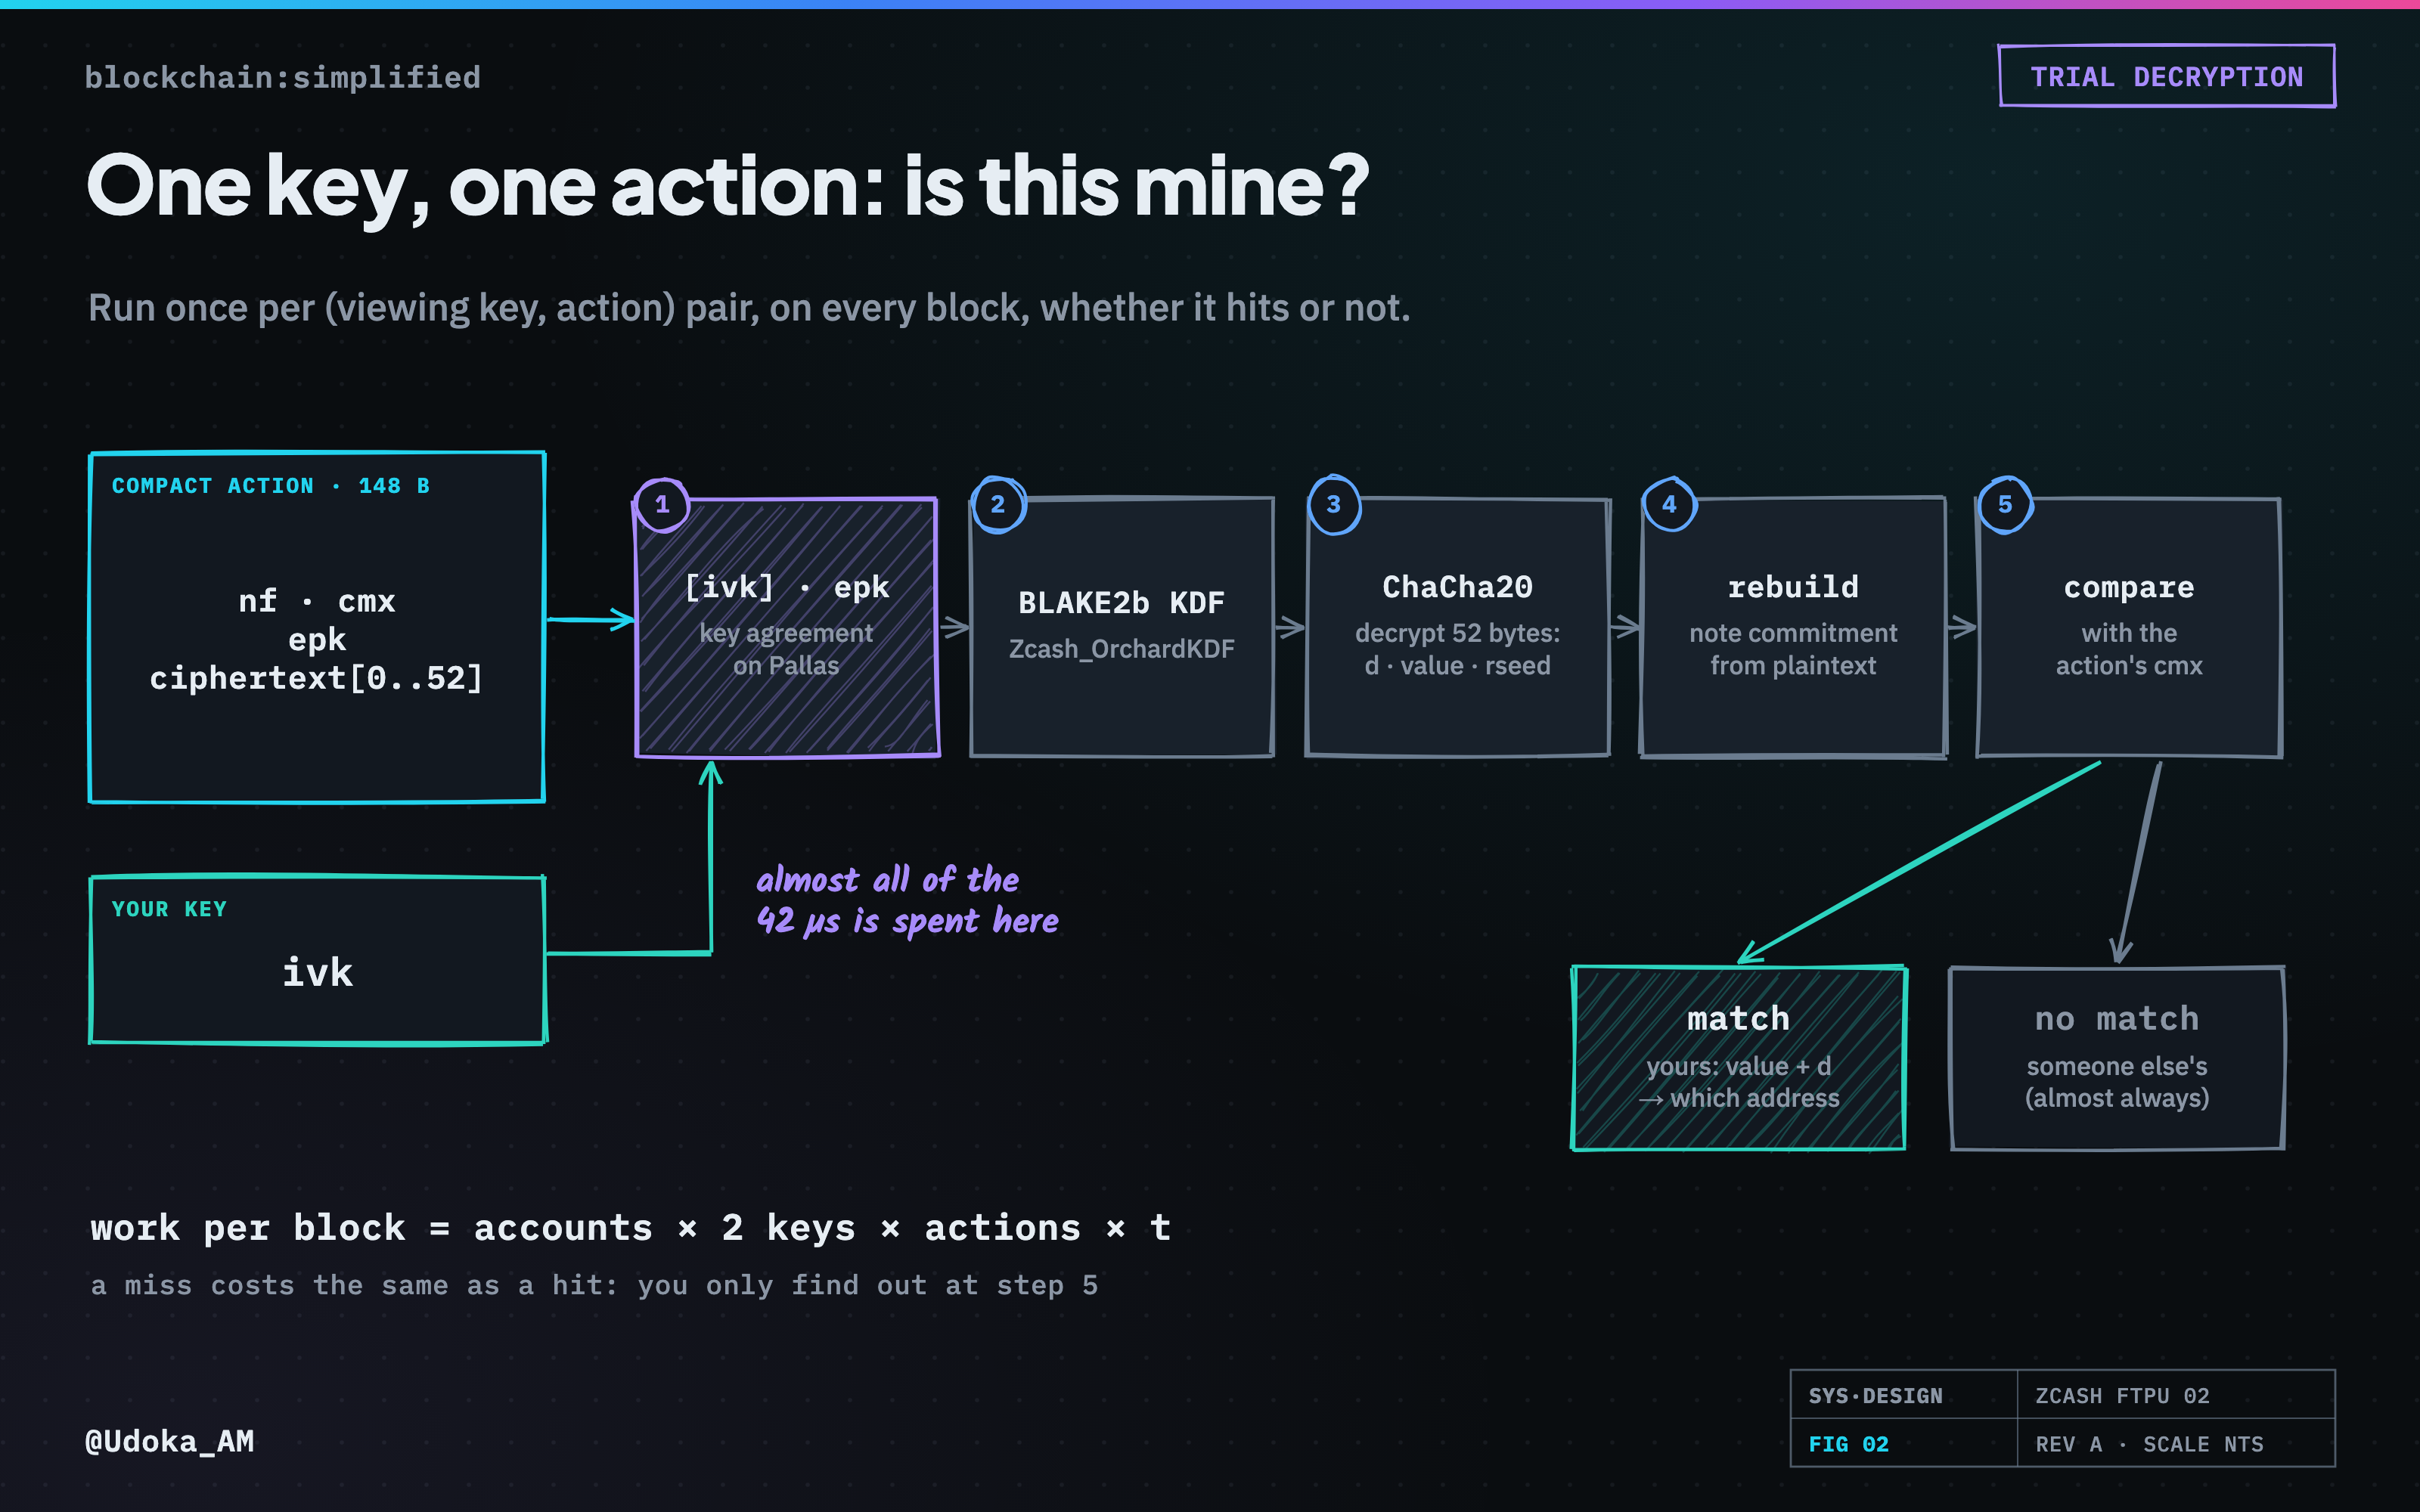 blockchain:simplified
TRIAL DECRYPTION
One key, one action: is this mine?
Run once per (viewing key, action) pair, on every block, whether it hits or not.
COMPACT ACTION · 148 B
nf · cmx
epk
ciphertext[0..52]
1
[ivk] · epk
key agreement
on Pallas
2
BLAKE2b KDF
Zcash_OrchardKDF
3
ChaCha20
decrypt 52 bytes:
d · value · rseed
4
rebuild
note commitment
from plaintext
5
compare
with the
action's cmx
YOUR KEY
ivk
almost all of the
42 µs is spent here
match
yours: value + d
→ which address
no match
someone else's
(almost always)
work per block = accounts × 2 keys × actions × t
a miss costs the same as a hit: you only find out at step 5
@Udoka_AM
SYS·DESIGN
ZCASH FTPU 02
FIG 02
REV A · SCALE NTS